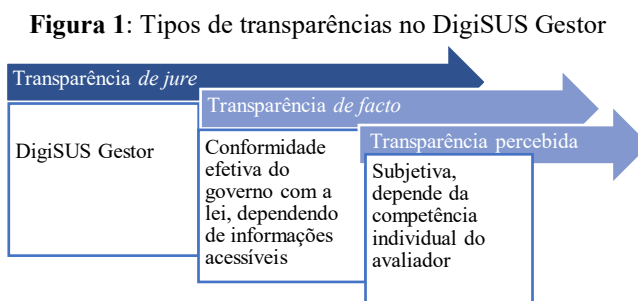 Figura 1: Tipos de transparências no DigiSUS Gestor
Transparência de jure
DigiSUS Gestor
Transparência de facto
Conformidade
efetiva do
governo com a
lei, dependendo
de informações
acessíveis
Transparência percebida
Subjetiva,
depende da
competência
individual do
avaliador